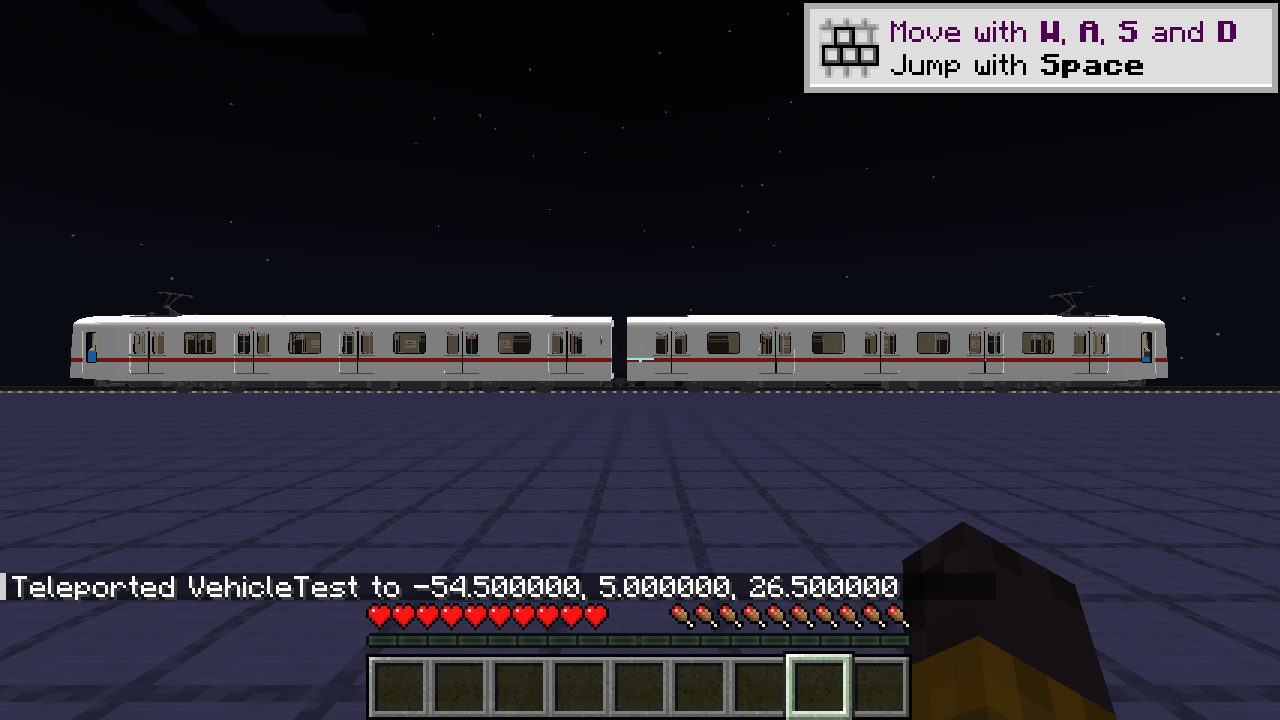 Move with W, A, S and D
Jump with Space
Teleported VehicleTest to -54.500000, 5.000000, 26.500000